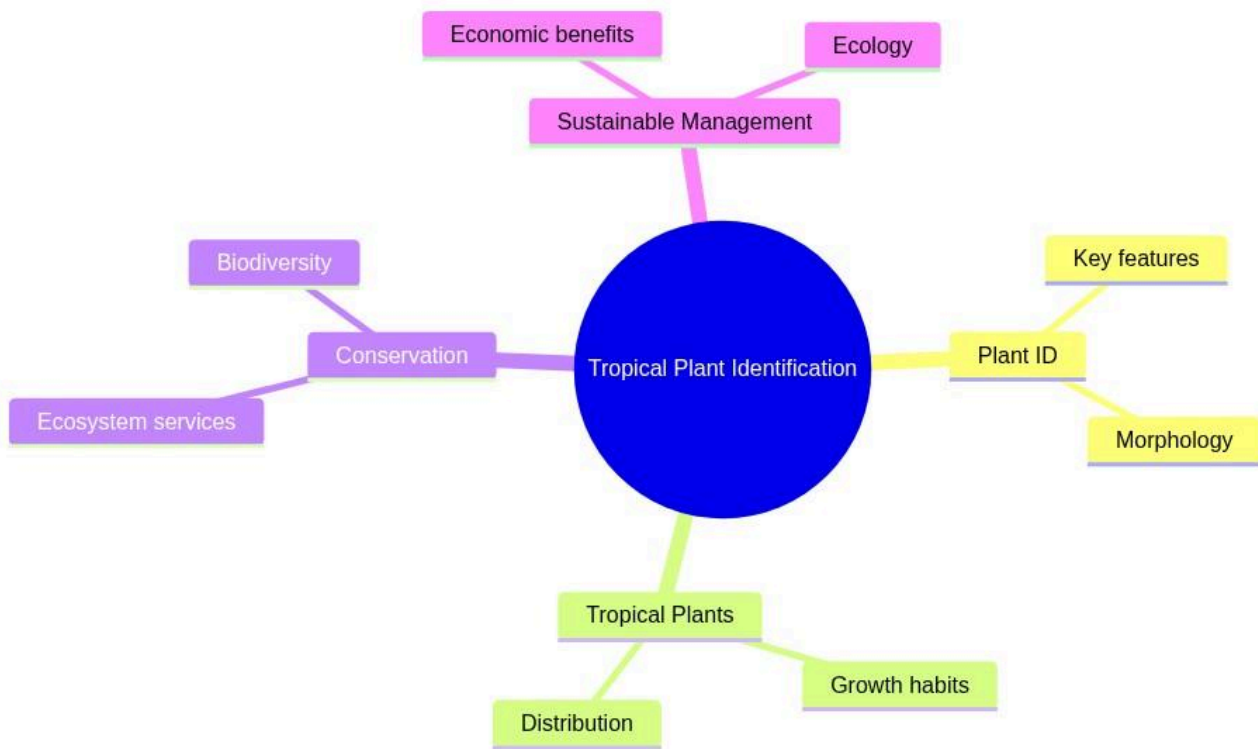 Economic benefits
Ecology
Sustainable Management
Biodiversity
Key features
Conservation
Tropical Plant Identification
Plant ID
Ecosystem services
Morphology
Tropical Plants
Growth habits
Distribution